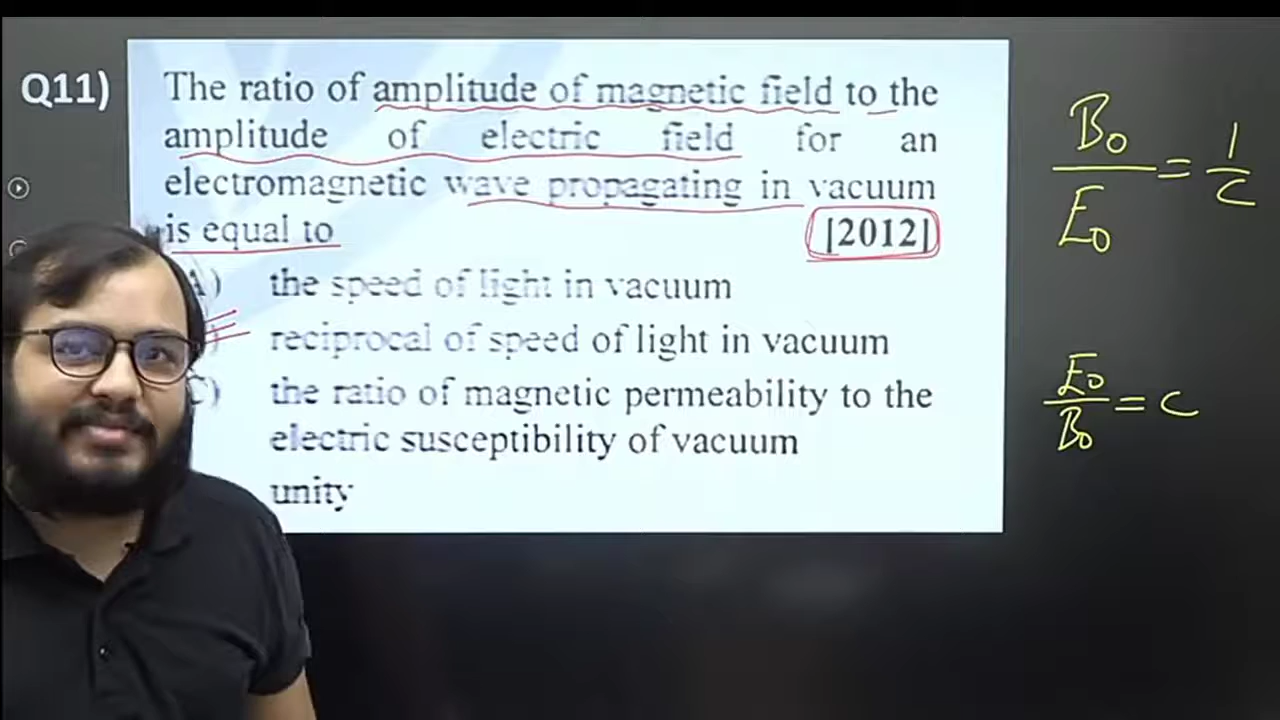 Q11)
The ratio of amplitude of magnetic field to the
amplitude of electric field for an
electromagnetic wave propagating in vacuum
is equal to [2012]
A) the speed of light in vacuum
) reciprocal of speed of light in vacuum
C) the ratio of magnetic permeability to the
electric susceptibility of vacuum
unity
B₀
/
E₀ = 1/C
E₀/B₀ = C